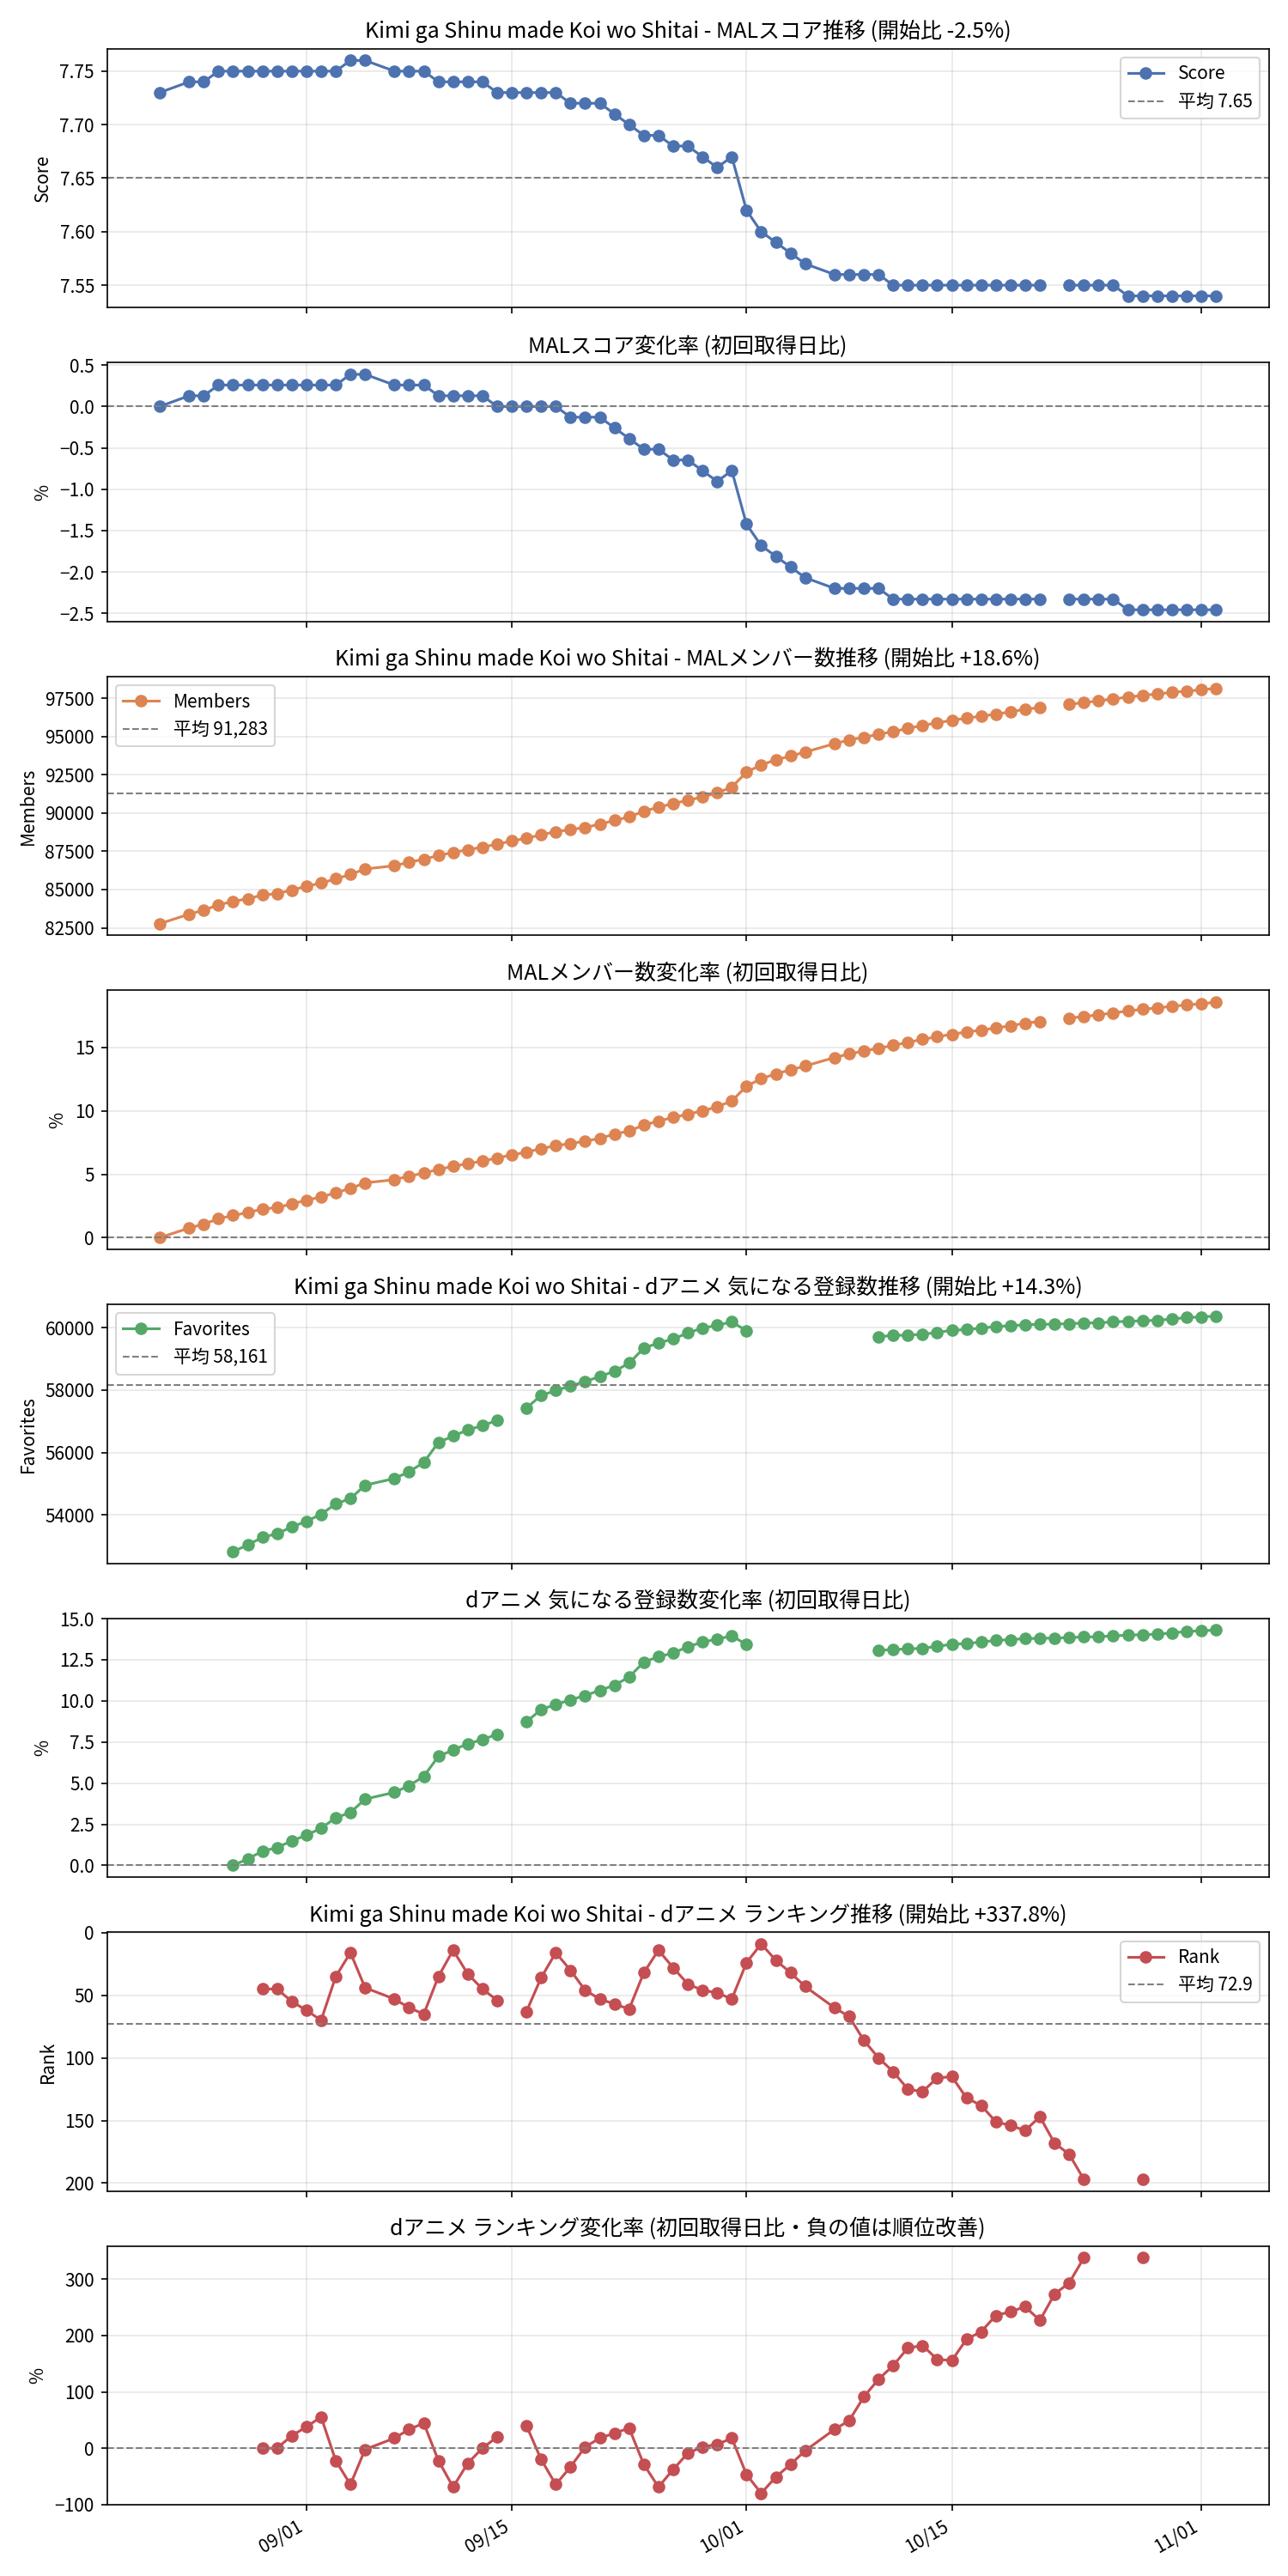 Kimi ga Shinu made Koi wo Shitai - MALスコア推移 (開始比 -2.5%)
Score
7.75
7.70
7.65
7.60
7.55
Score
平均 7.65
MALスコア変化率 (初回取得日比)
%
0.5
0.0
−0.5
−1.0
−1.5
−2.0
−2.5
Kimi ga Shinu made Koi wo Shitai - MALメンバー数推移 (開始比 +18.6%)
Members
97500
95000
92500
90000
87500
85000
82500
Members
平均 91,283
MALメンバー数変化率 (初回取得日比)
%
15
10
5
0
Kimi ga Shinu made Koi wo Shitai - dアニメ 気になる登録数推移 (開始比 +14.3%)
Favorites
60000
58000
56000
54000
Favorites
平均 58,161
dアニメ 気になる登録数変化率 (初回取得日比)
%
15.0
12.5
10.0
7.5
5.0
2.5
0.0
Kimi ga Shinu made Koi wo Shitai - dアニメ ランキング推移 (開始比 +337.8%)
Rank
0
50
100
150
200
Rank
平均 72.9
dアニメ ランキング変化率 (初回取得日比・負の値は順位改善)
%
300
200
100
0
−100
09/01
09/15
10/01
10/15
11/01